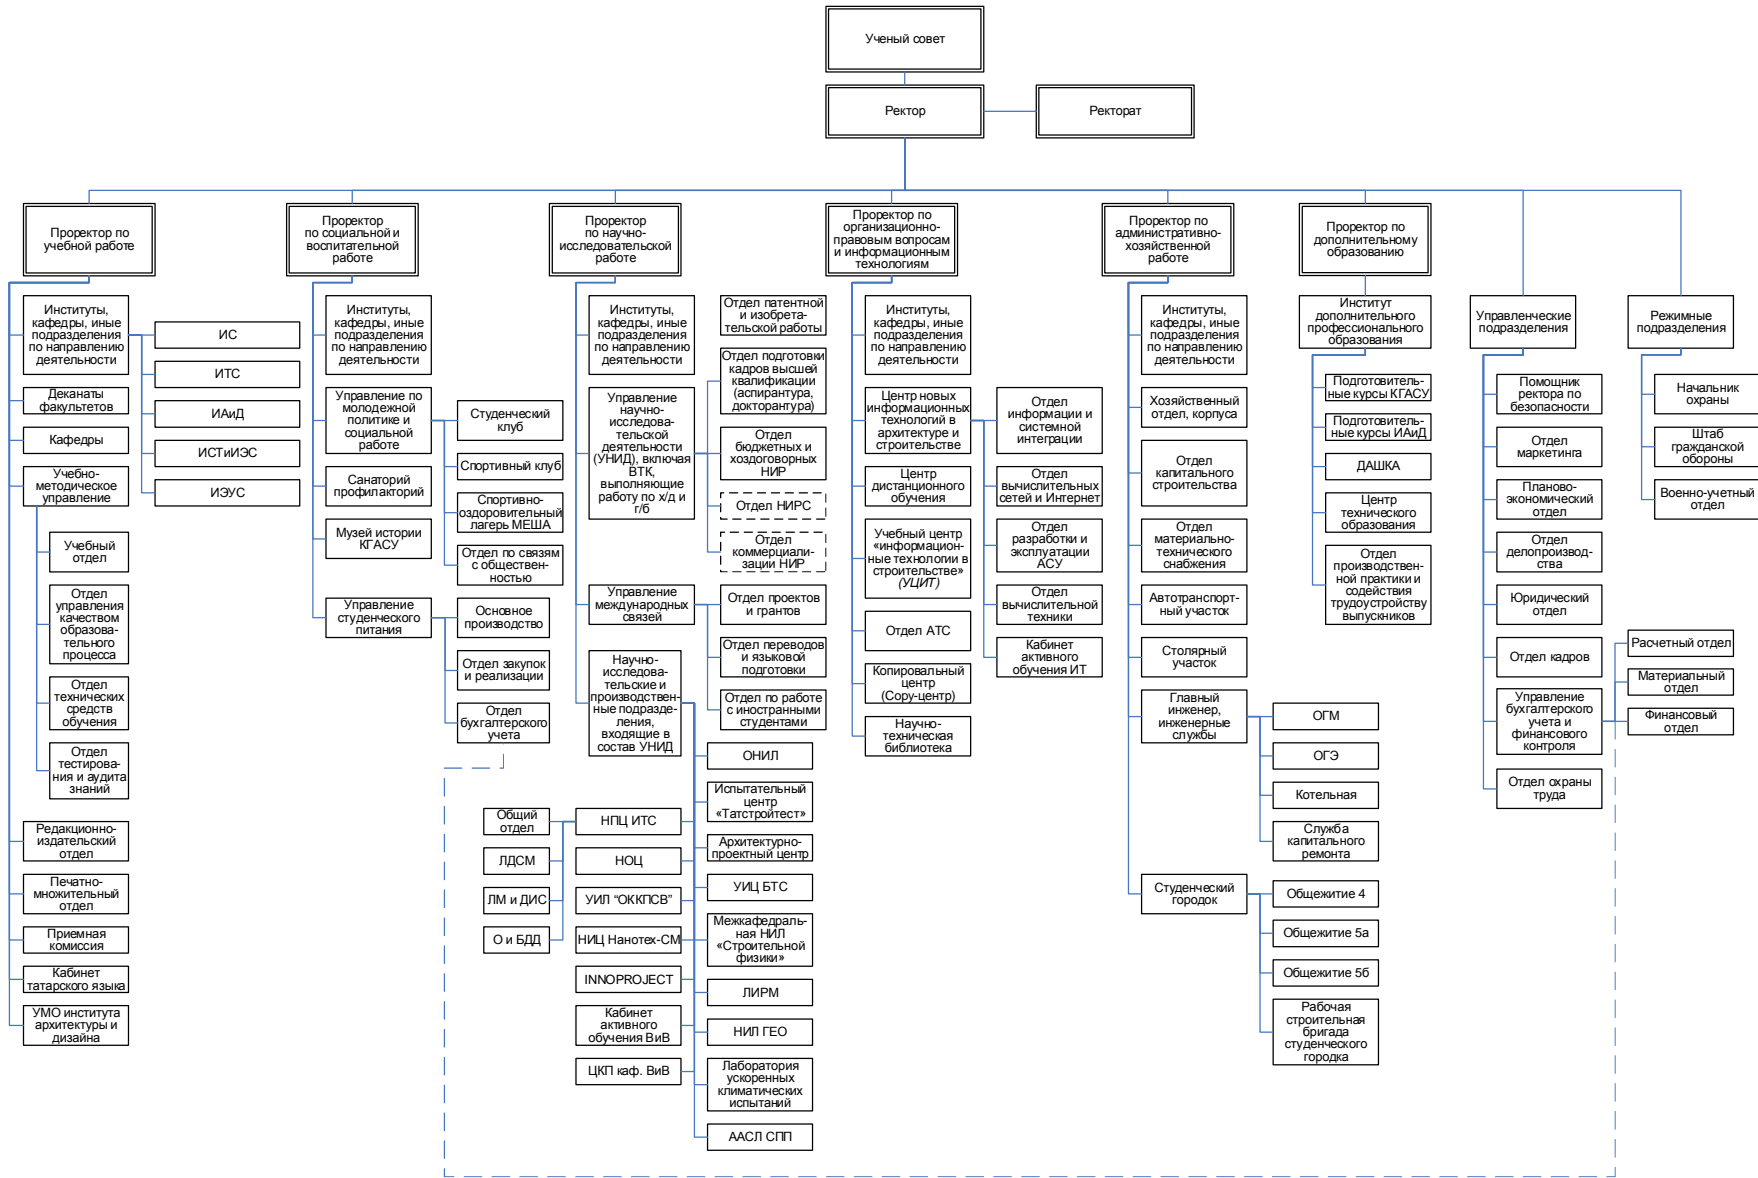 Ученый совет
Ректор
Ректорат
Проректор по
учебной работе
Проректор
по социальной и
воспитательной
работе
Проректор
по научно-
исследовательской
работе
Проректор по
организационно-
правовым вопросам
и информационным
технологиям
Проректор по
административно-
хозяйственной
работе
Проректор по
дополнительному
образованию
Управленческие
подразделения
Режимные
подразделения
Институты,
кафедры, иные
подразделения
по направлению
деятельности
ИС
ИТС
ИАиД
ИСТиИЭС
ИЭУС
Деканаты
факультетов
Кафедры
Учебно-
методическое
управление
Учебный
отдел
Отдел
управления
качеством
образова-
тельного
процесса
Отдел
технических
средств
обучения
Отдел
тестирова-
ния и аудита
знаний
Редакционно-
издательский
отдел
Печатно-
множительный
отдел
Приемная
комиссия
Кабинет
татарского языка
УМО института
архитектуры и
дизайна
Институты,
кафедры, иные
подразделения
по направлению
деятельности
Управление по
молодежной
политике и
социальной
работе
Студенческий
клуб
Спортивный клуб
Спортивно-
оздоровительный
лагерь МЕША
Отдел по связям
с обществен-
ностью
Санаторий
профилакторий
Музей истории
КГАСУ
Управление
студенческого
питания
Основное
производство
Отдел закупок
и реализации
Отдел
бухгалтерского
учета
Институты,
кафедры, иные
подразделения
по направлению
деятельности
Управление
научно-
исследова-
тельской
деятельности
(УНИД), включая
ВТК,
выполняющие
работу по х/д и
г/б
Отдел патентной
и изобрета-
тельской работы
Отдел подготовки
кадров высшей
квалификации
(аспирантура,
докторантура)
Отдел
бюджетных и
хоздоговорных
НИР
Отдел НИРС
Отдел
коммерциали-
зации НИР
Управление
международных
связей
Отдел проектов
и грантов
Отдел переводов
и языковой
подготовки
Отдел по работе
с иностранными
студентами
Научно-
исследова-
тельские и
производствен-
ные подразде-
ления,
входящие в
состав УНИД
ОНИЛ
Испытательный
центр
«Татстройтест»
Архитектурно-
проектный центр
УИЦ БТС
Межкафедраль-
ная НИЛ
«Строительной
физики»
ЛИРМ
НИЛ ГЕО
Лаборатория
ускоренных
климатических
испытаний
ААСЛ СПП
НПЦ ИТС
НОЦ
УИЛ “ОККПСВ”
НИЦ Нанотех-СМ
INNOPROJECT
Кабинет
активного
обучения ВиВ
ЦКП каф. ВиВ
Общий
отдел
ЛДСМ
ЛМ и ДИС
О и БДД
Институты,
кафедры, иные
подразделения
по направлению
деятельности
Центр новых
информационных
технологий в
архитектуре и
строительстве
Отдел
информации и
системной
интеграции
Отдел
вычислительных
сетей и Интернет
Отдел
разработки и
эксплуатации
АСУ
Отдел
вычислительной
техники
Кабинет
активного
обучения ИТ
Центр
дистанционного
обучения
Учебный центр
«информацион-
ные технологии в
строительстве»
(УЦИТ)
Отдел АТС
Копировальный
центр
(Copy-центр)
Научно-
техническая
библиотека
Институты,
кафедры, иные
подразделения
по направлению
деятельности
Хозяйственный
отдел, корпуса
Отдел
капитального
строительства
Отдел
материально-
технического
снабжения
Автотранспорт-
ный участок
Столярный
участок
Главный
инженер,
инженерные
службы
ОГМ
ОГЭ
Котельная
Служба
капитального
ремонта
Студенческий
городок
Общежитие 4
Общежитие 5а
Общежитие 5б
Рабочая
строительная
бригада
студенческого
городка
Институт
дополнительного
профессионального
образования
Подготовитель-
ные курсы КГАСУ
Подготовитель-
ные курсы ИАиД
ДАШКА
Центр
технического
образования
Отдел
производствен-
ной практики и
содействия
трудоустройству
выпускников
Помощник
ректора по
безопасности
Отдел
маркетинга
Планово-
экономический
отдел
Отдел
делопроизвод-
ства
Юридический
отдел
Отдел кадров
Управление
бухгалтерского
учета и
финансового
контроля
Расчетный отдел
Материальный
отдел
Финансовый
отдел
Отдел охраны
труда
Начальник
охраны
Штаб
гражданской
обороны
Военно-учетный
отдел